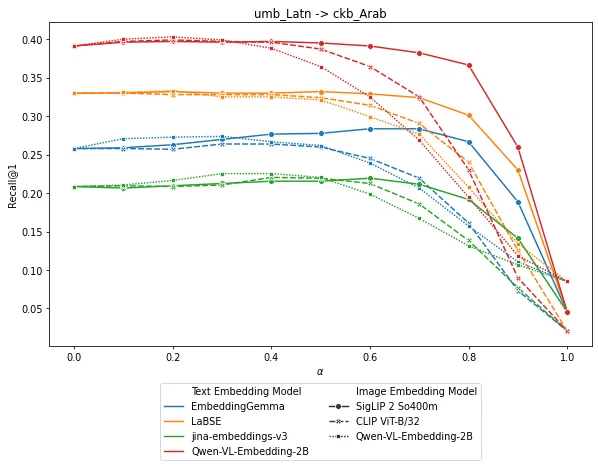 umb_Latn -> ckb_Arab
0.40
0.35
0.30
0.25
0.20
0.15
0.10
0.05
Recall@1
0.0 0.2 0.4 0.6 0.8 1.0
α
Text Embedding Model
EmbeddingGemma
LaBSE
jina-embeddings-v3
Qwen-VL-Embedding-2B
Image Embedding Model
SigLIP 2 So400m
CLIP ViT-B/32
Qwen-VL-Embedding-2B